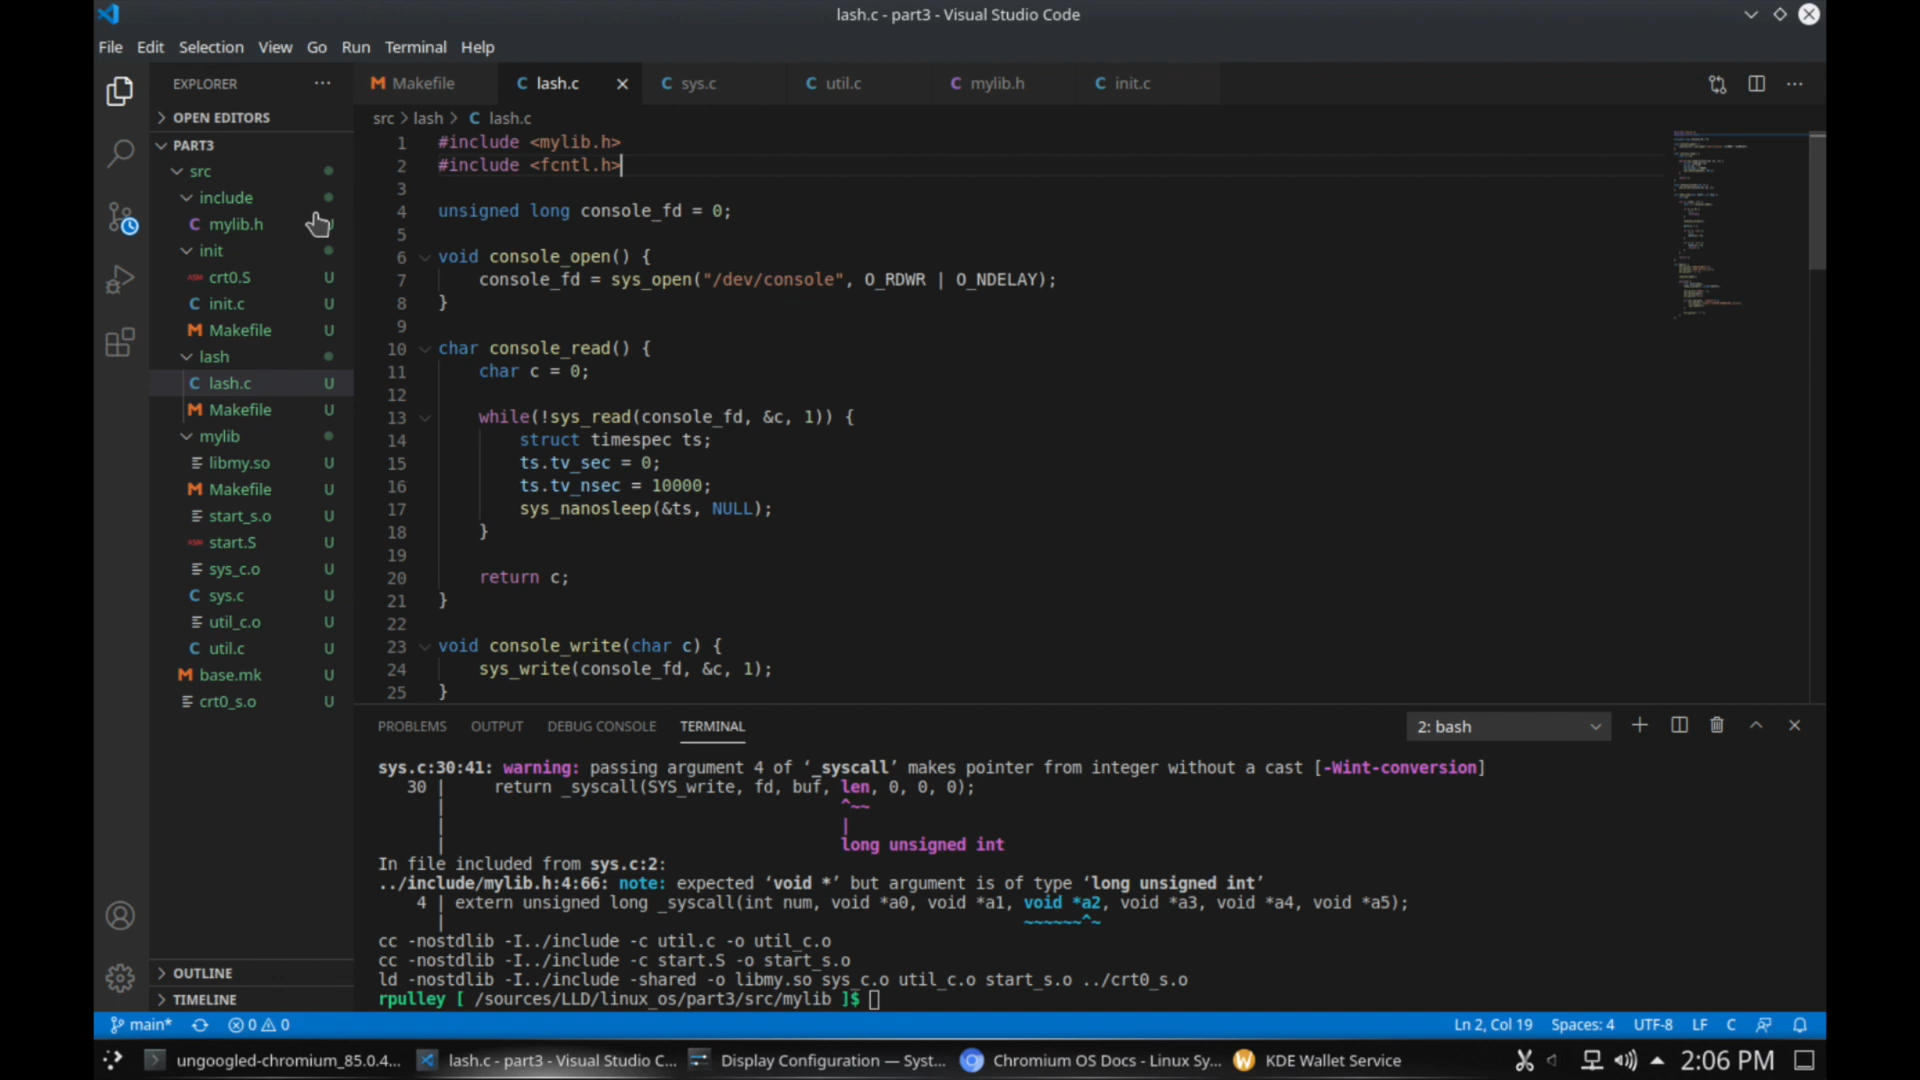 lash.c - part3 - Visual Studio Code
File Edit Selection View Go Run Terminal Help
EXPLORER
OPEN EDITORS
PART3
src
include
mylib.h
init
crt0.S U
init.c U
Makefile U
lash
lash.c U
Makefile U
mylib
libmy.so U
Makefile U
start_s.o U
start.S U
sys_c.o U
sys.c U
util_c.o U
util.c U
base.mk U
crt0_s.o U
OUTLINE
TIMELINE
Makefile lash.c sys.c util.c mylib.h init.c
src > lash > C lash.c
1 #include <mylib.h>
2 #include <fcntl.h>
3
4 unsigned long console_fd = 0;
5
6 void console_open() {
7 console_fd = sys_open("/dev/console", O_RDWR | O_NDELAY);
8 }
9
10 char console_read() {
11 char c = 0;
12
13 while(!sys_read(console_fd, &c, 1)) {
14 struct timespec ts;
15 ts.tv_sec = 0;
16 ts.tv_nsec = 10000;
17 sys_nanosleep(&ts, NULL);
18 }
19
20 return c;
21 }
22
23 void console_write(char c) {
24 sys_write(console_fd, &c, 1);
25 }
PROBLEMS OUTPUT DEBUG CONSOLE TERMINAL
2: bash
sys.c:30:41: warning: passing argument 4 of ‘_syscall’ makes pointer from integer without a cast [-Wint-conversion]
30 | return _syscall(SYS_write, fd, buf, len, 0, 0, 0);
| ^~~
| |
| long unsigned int
In file included from sys.c:2:
../include/mylib.h:4:66: note: expected ‘void *’ but argument is of type ‘long unsigned int’
4 | extern unsigned long _syscall(int num, void *a0, void *a1, void *a2, void *a3, void *a4, void *a5);
| ~~~~~~^~
cc -nostdlib -I../include -c util.c -o util_c.o
cc -nostdlib -I../include -c start.S -o start_s.o
ld -nostdlib -I../include -shared -o libmy.so sys_c.o util_c.o start_s.o ../crt0_s.o
rpulley [ /sources/LLD/linux_os/part3/src/mylib ]$
main* 0 0
Ln 2, Col 19 Spaces: 4 UTF-8 LF C
ungoogled-chromium_85.0.4... lash.c - part3 - Visual Studio C... Display Configuration — Syst... Chromium OS Docs - Linux Sy... KDE Wallet Service 2:06 PM